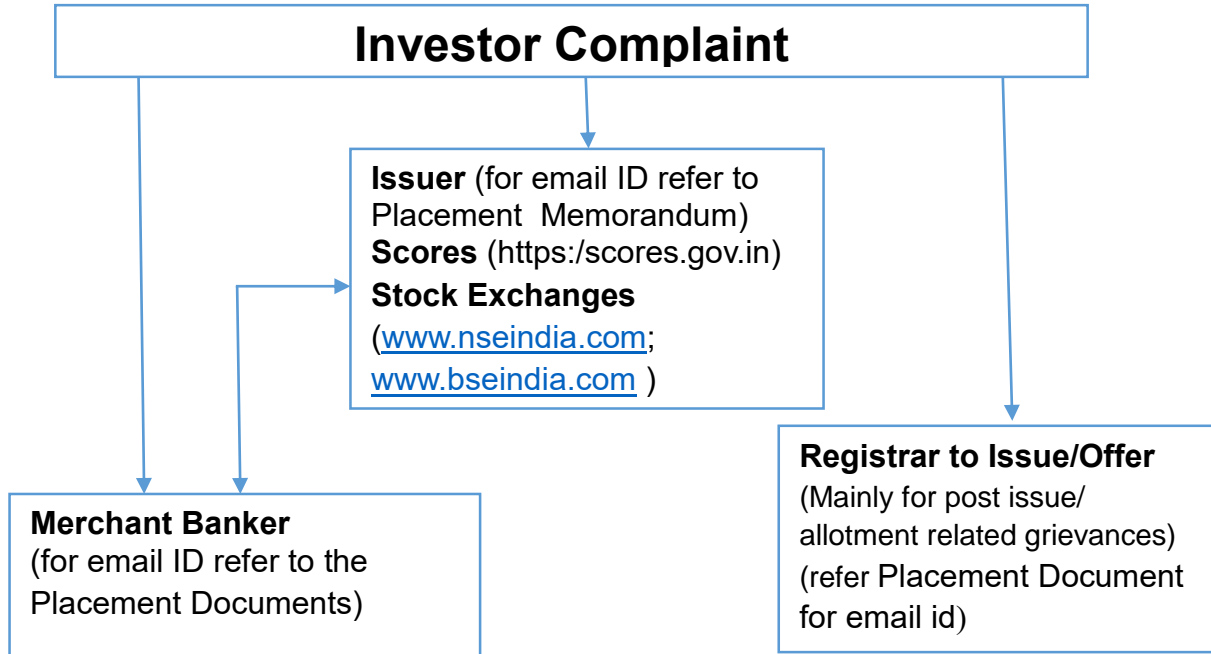 Investor Complaint
Issuer (for email ID refer to
Placement Memorandum)
Scores (https:/scores.gov.in)
Stock Exchanges
(www.nseindia.com;
www.bseindia.com )
Merchant Banker
(for email ID refer to the
Placement Documents)
Registrar to Issue/Offer
(Mainly for post issue/
allotment related grievances)
(refer Placement Document
for email id)